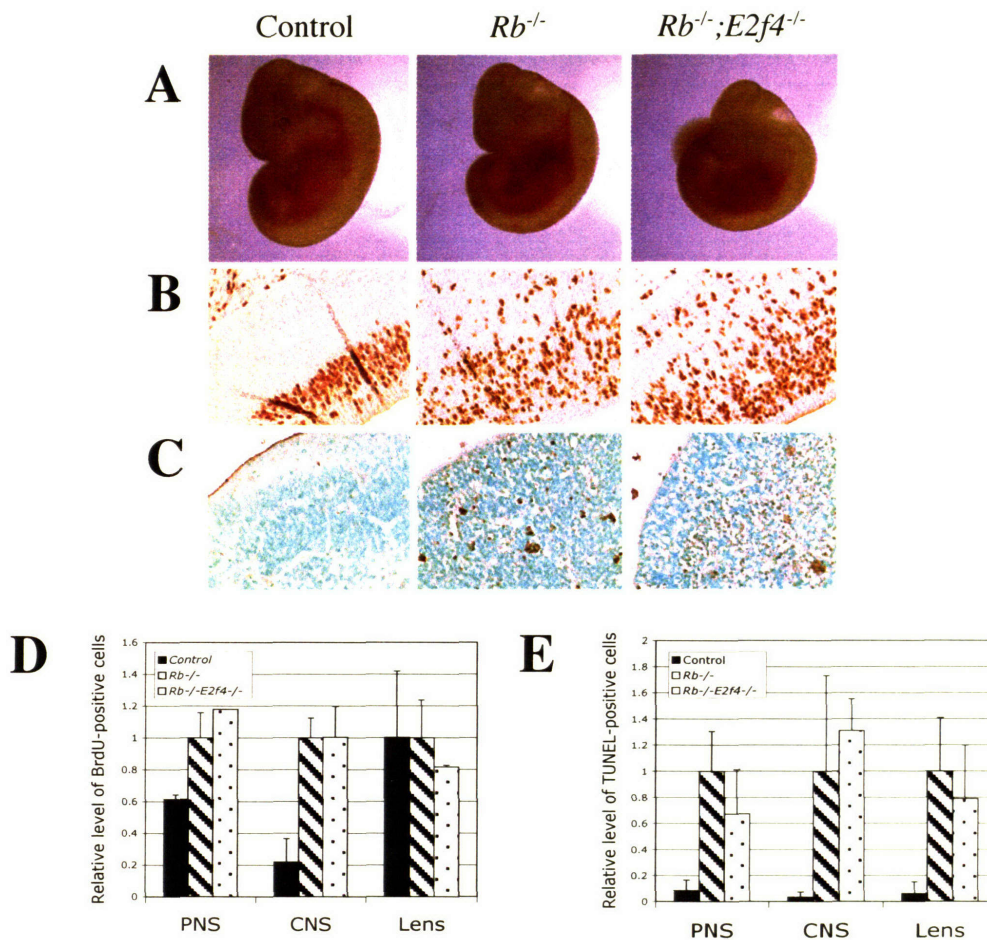 Control Rb-/- Rb-/-;E2f4-/-
A
B
C
D
Relative level of BrdU-positive cells
1.6
1.4
1.2
1
0.8
0.6
0.4
0.2
0
Control
Rb-/-
Rb-/-E2f4-/-
PNS CNS Lens
E
Relative level of TUNEL-positive cells
2
1.8
1.6
1.4
1.2
1
0.8
0.6
0.4
0.2
0
Control
Rb-/-
Rb-/-E2f4-/-
PNS CNS Lens